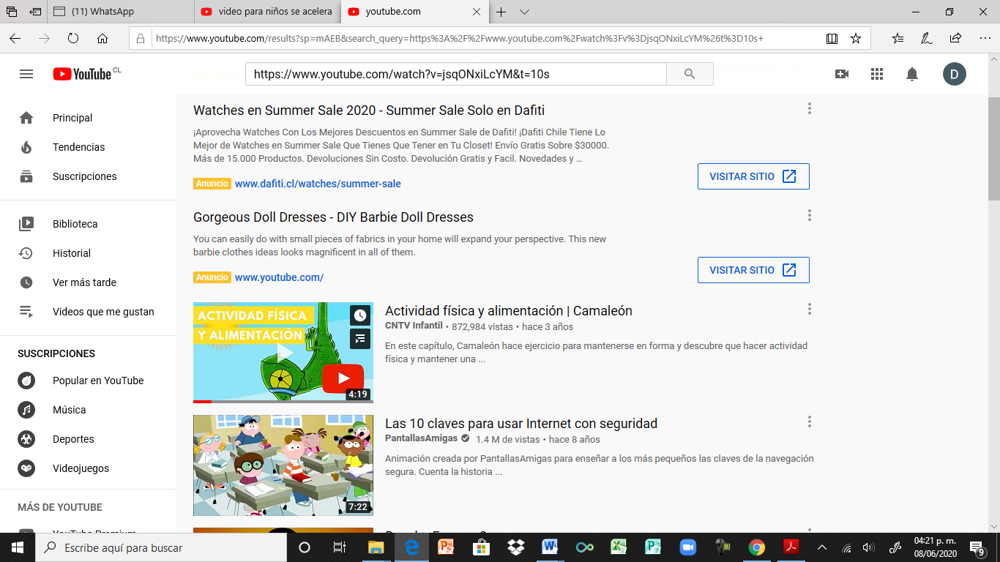 (11) WhatsApp
video para niños se acelera
youtube.com
https://www.youtube.com/results?sp=mAEB&search_query=https%3A%2F%2Fwww.youtube.com%2Fwatch%3Fv%3DjsqONxiLcYM%26t%3D10s+
YouTube CL
https://www.youtube.com/watch?v=jsqONxiLcYM&t=10s
D
Principal
Tendencias
Suscripciones
Biblioteca
Historial
Ver más tarde
Videos que me gustan
SUSCRIPCIONES
Popular en YouTube
Música
Deportes
Videojuegos
MÁS DE YOUTUBE
YouTube Premium
Watches en Summer Sale 2020 - Summer Sale Solo en Dafiti
¡Aprovecha Watches Con Los Mejores Descuentos en Summer Sale de Dafiti! ¡Dafiti Chile Tiene Lo
Mejor de Watches en Summer Sale Que Tienes Que Tener en Tu Closet! Envío Gratis Sobre $30000.
Más de 15.000 Productos. Devoluciones Sin Costo. Devolución Gratis y Facil. Novedades y ...
Anuncio www.dafiti.cl/watches/summer-sale
VISITAR SITIO
Gorgeous Doll Dresses - DIY Barbie Doll Dresses
You can easily do with small pieces of fabrics in your home will expand your perspective. This new
barbie clothes ideas looks magnificent in all of them.
Anuncio www.youtube.com/
VISITAR SITIO
ACTIVIDAD FÍSICA
Y ALIMENTACIÓN
4:19
Actividad física y alimentación | Camaleón
CNTV Infantil • 872,984 vistas • hace 3 años
En este capítulo, Camaleón hace ejercicio para mantenerse en forma y descubre que hacer actividad
física y mantener una ...
7:22
Las 10 claves para usar Internet con seguridad
PantallasAmigas 1.4 M de vistas • hace 8 años
Animación creada por PantallasAmigas para enseñar a los más pequeños las claves de la navegación
segura. Cuenta la historia ...
Escribe aquí para buscar
04:21 p. m.
08/06/2020
9